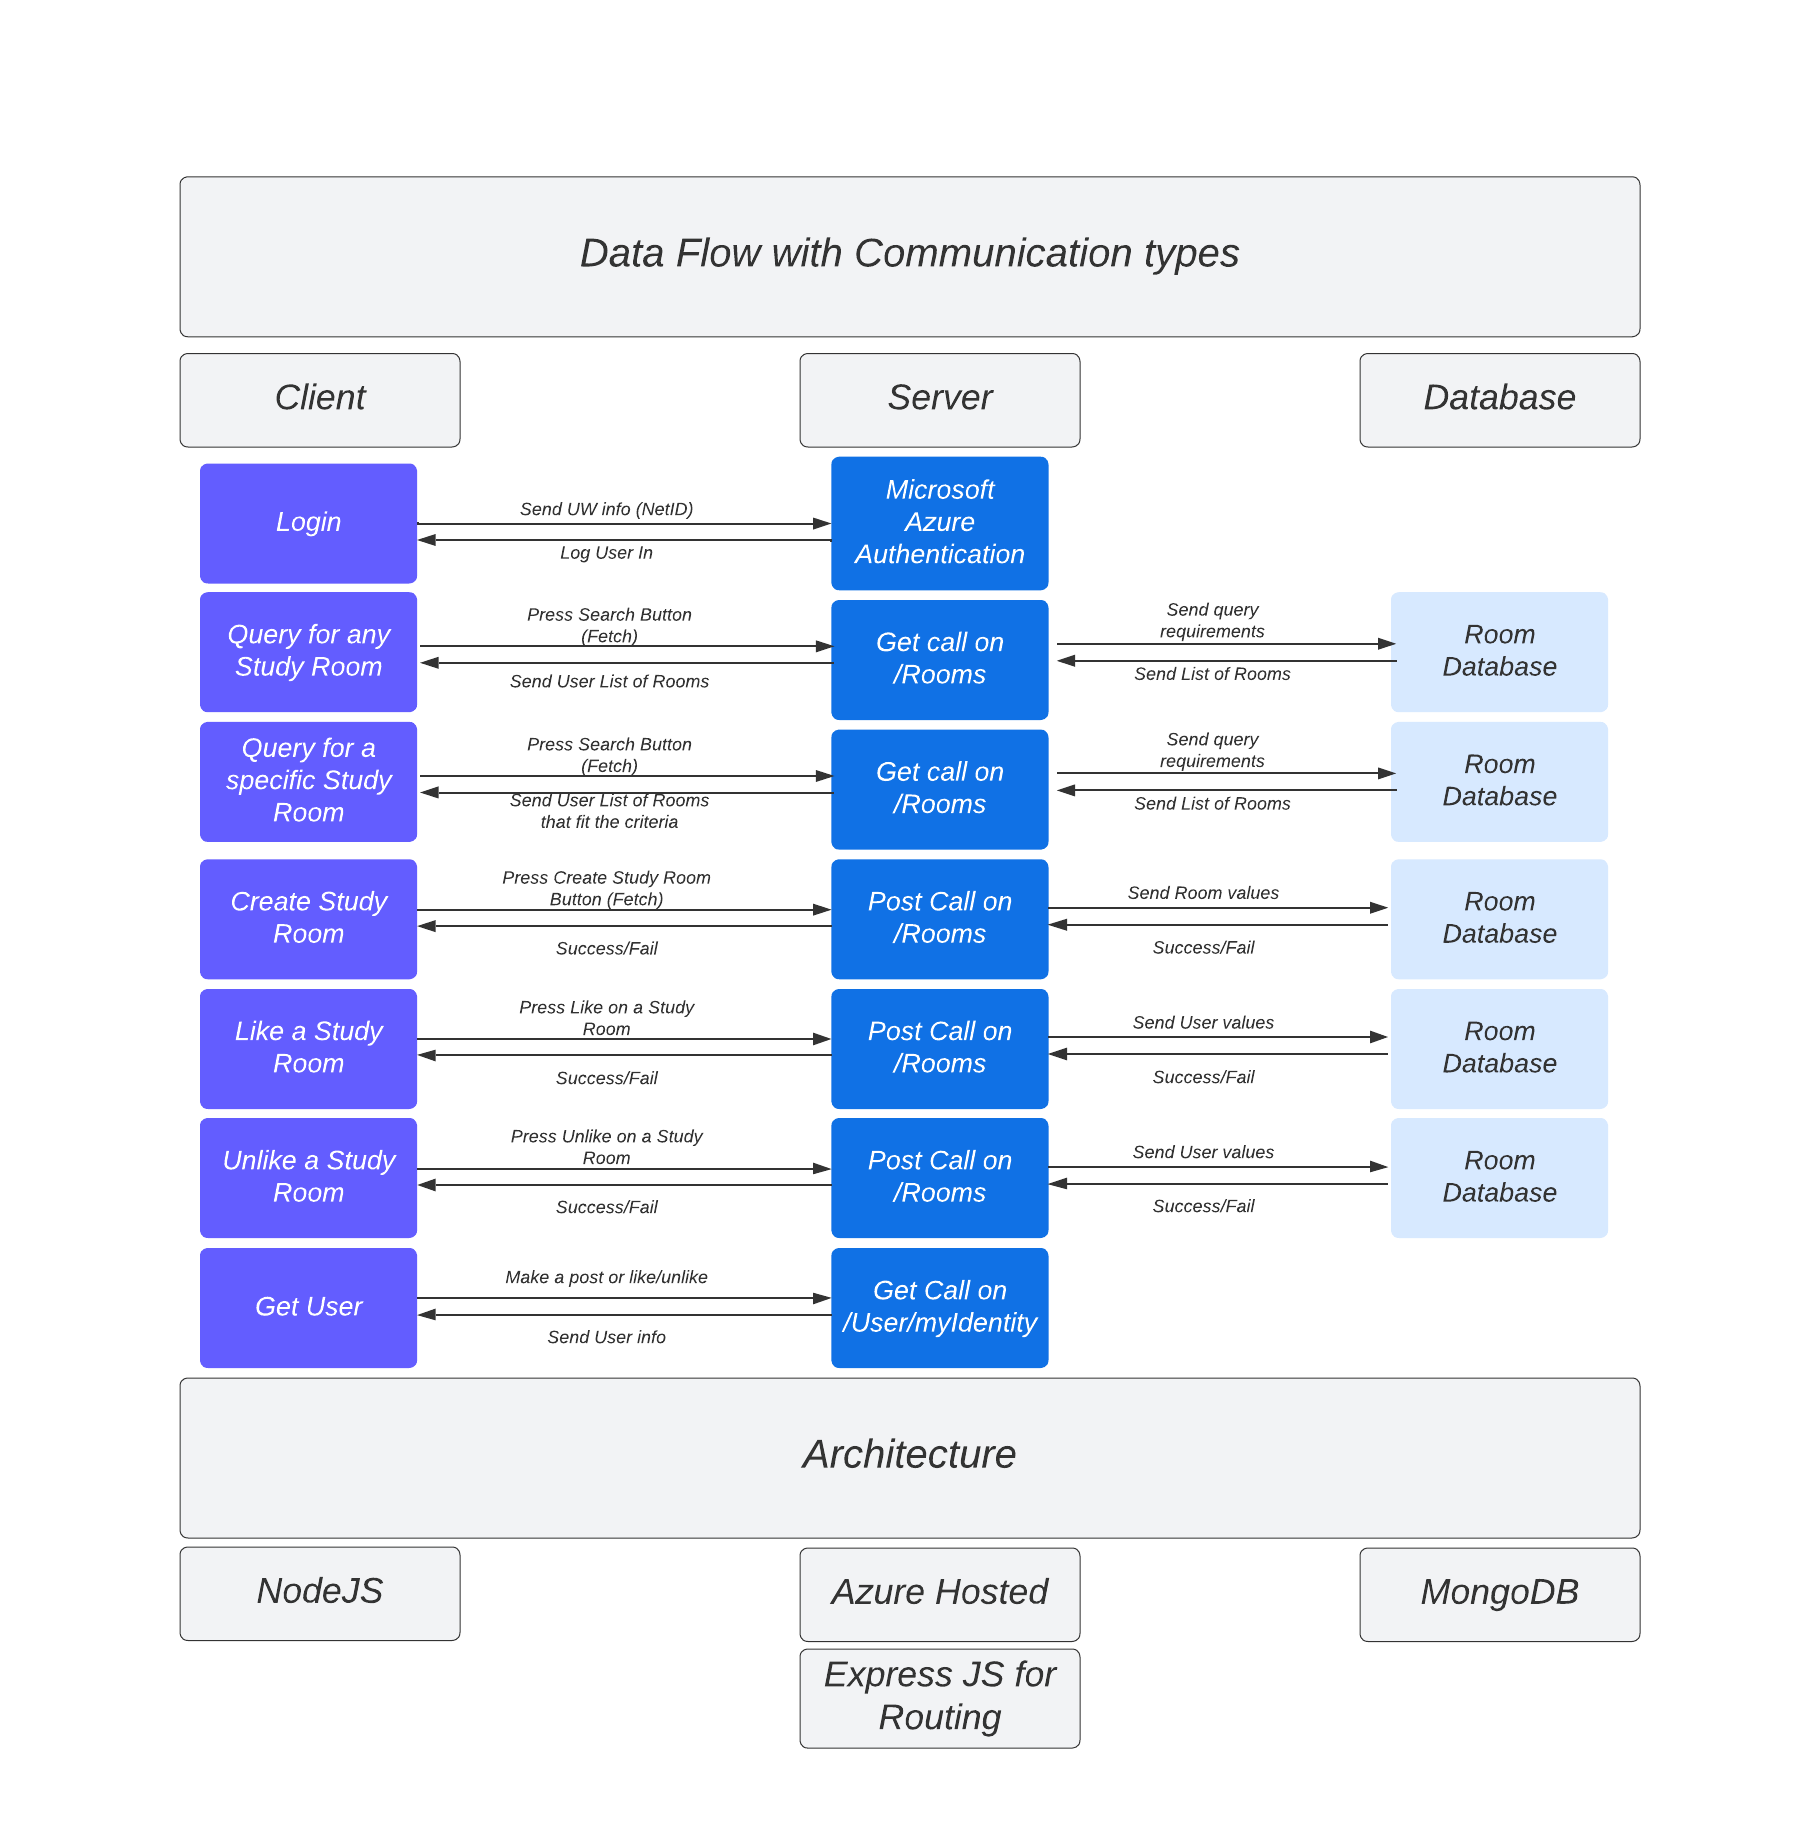 Data Flow with Communication types
Client
Server
Database
Login
Send UW info (NetID)
Log User In
Microsoft
Azure
Authentication
Query for any
Study Room
Press Search Button
(Fetch)
Send User List of Rooms
Get call on
/Rooms
Send query
requirements
Send List of Rooms
Room
Database
Query for a
specific Study
Room
Press Search Button
(Fetch)
Send User List of Rooms
that fit the criteria
Get call on
/Rooms
Send query
requirements
Send List of Rooms
Room
Database
Create Study
Room
Press Create Study Room
Button (Fetch)
Success/Fail
Post Call on
/Rooms
Send Room values
Success/Fail
Room
Database
Like a Study
Room
Press Like on a Study
Room
Success/Fail
Post Call on
/Rooms
Send User values
Success/Fail
Room
Database
Unlike a Study
Room
Press Unlike on a Study
Room
Success/Fail
Post Call on
/Rooms
Send User values
Success/Fail
Room
Database
Get User
Make a post or like/unlike
Send User info
Get Call on
/User/myIdentity
Architecture
NodeJS
Azure Hosted
MongoDB
Express JS for
Routing